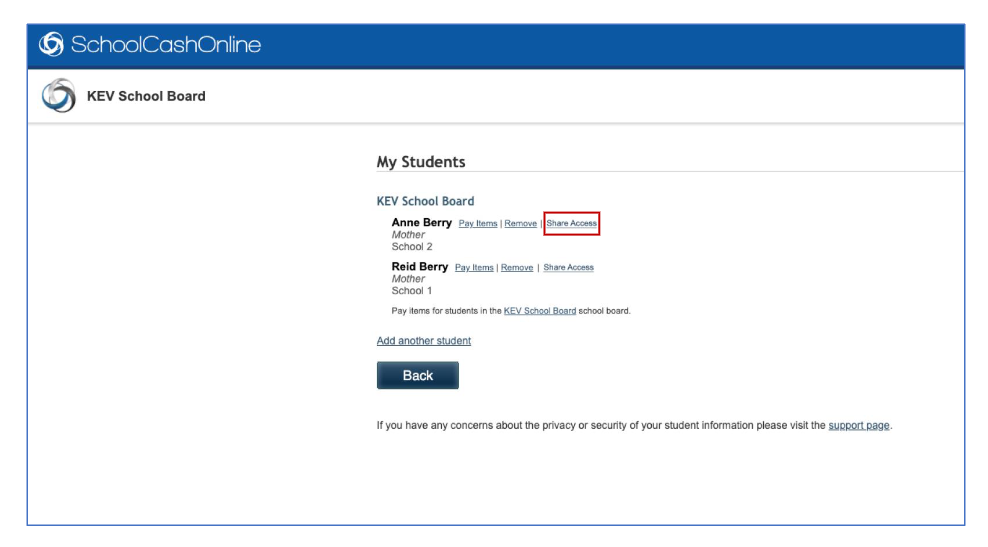 SchoolCashOnline
KEV School Board
My Students
KEV School Board
Anne Berry Pay Items | Remove | Share Access
Mother
School 2
Reid Berry Pay Items | Remove | Share Access
Mother
School 1
Pay items for students in the KEV School Board school board.
Add another student
Back
If you have any concerns about the privacy or security of your student information please visit the support page.